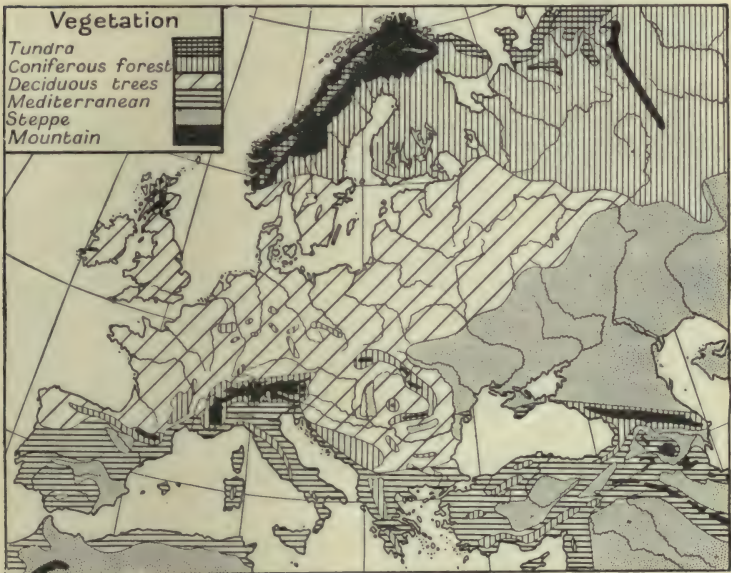 Vegetation
Tundra
Coniferous forest
Deciduous trees
Mediterranean
Steppe
Mountain